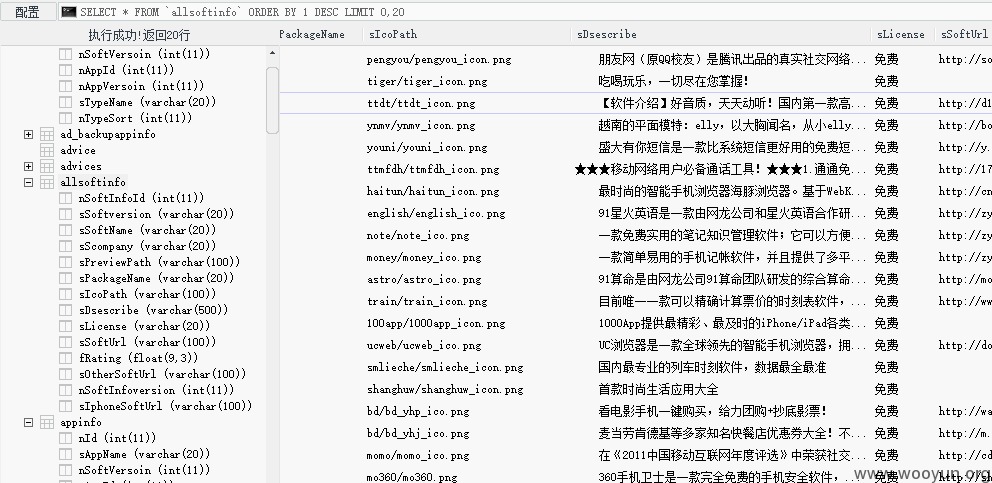 配置 SELECT * FROM `allsoftinfo` ORDER BY 1 DESC LIMIT 0,20
执行成功!返回20行
nSoftVersoin (int(11))
nAppId (int(11))
nAppVersoin (int(11))
sTypeName (varchar(20))
nTypeSort (int(11))
ad_backupappinfo
advice
advices
allsoftinfo
nSoftInfoId (int(11))
sSoftversion (varchar(20))
sSoftName (varchar(20))
sScompany (varchar(20))
sPreviewPath (varchar(100))
sPackageName (varchar(20))
sIcoPath (varchar(100))
sDsescribe (varchar(500))
sLicense (varchar(20))
sSoftUrl (varchar(100))
fRating (float(9,3))
sOtherSoftUrl (varchar(100))
nSoftInfoversion (int(11))
sIphoneSoftUrl (varchar(100))
appinfo
nId (int(11))
sAppName (varchar(20))
nSoftVersoin (int(11))
PackageName sIcoPath sDsescribe sLicense sSoftUrl
pengyou/pengyou_icon.png 朋友网（原QQ校友）是腾讯出品的真实社交网络... 免费 http://so
tiger/tiger_icon.png 吃喝玩乐，一切尽在您掌握! 免费
ttdt/ttdt_icon.png 【软件介绍】好音质，天天动听！国内第一款高... 免费 http://dl
ynmv/ynmv_icon.png 越南的平面模特：elly，以大胸闻名，从小elly... 免费 http://bo
youni/youni_icon.png 盛大有你短信是一款比系统短信更好用的免费短... 免费 http://y.
ttmfdh/ttmfdh_icon.png ★★★移动网络用户必备通话工具！★★★1.通通免... 免费 http://17
haitun/haitun_icon.png 最时尚的智能手机浏览器海豚浏览器。基于WebK... 免费 http://cn
english/english_ico.png 91星火英语是一款由网龙公司和星火英语合作研... 免费 http://zy
note/note_ico.png 一款免费实用的笔记知识管理软件；它可以方便... 免费 http://zy
money/money_ico.png 一款简单易用的手机记帐软件，并且提供了多平... 免费 http://zy
astro/astro_ico.png 91算命是由网龙公司91算命团队研发的综合算命... 免费 http://mo
train/train_icon.png 目前唯一一款可以精确计算票价的时刻表软件，... 免费 http://ww
100app/1000app_icon.png 1000App提供最精彩、最及时的iPhone/iPad各类... 免费
ucweb/ucweb_ico.png UC浏览器是一款全球领先的智能手机浏览器，拥... 免费 http://do
smlieche/smlieche_icon.png 国内最专业的列车时刻软件，数据最全最准 免费
shanghuw/shanghuw_icon.png 首款时尚生活应用大全 免费
bd/bd_yhp_ico.png 看电影手机一键购买，给力团购+抄底影票！ 免费 http://wa
bd/bd_yhj_ico.png 麦当劳肯德基等多家知名快餐店优惠券大全！不... 免费 http://m.
momo/momo_ico.png 在《2011中国移动互联网年度评选》中荣获社交... 免费 http://cd
mo360/mo360.png 360手机卫士是一款完全免费的手机安全软件，... 免费
www.wooyun.org